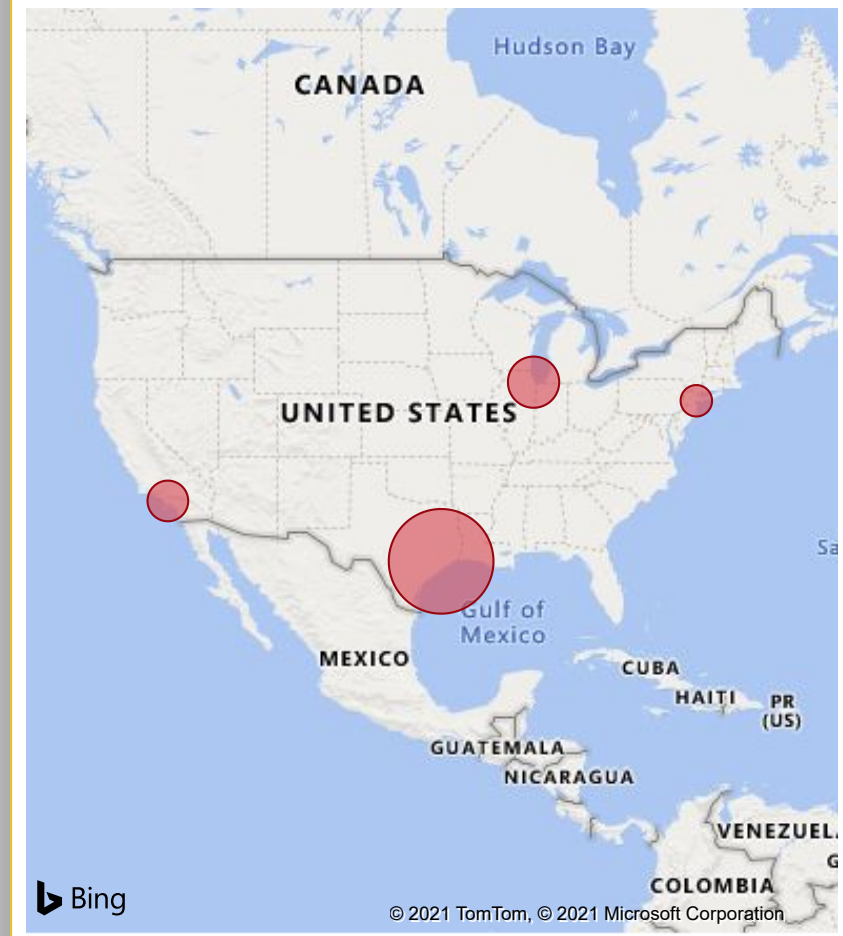 Hudson Bay
CANADA
UNITED STATES
Sa
Gulf of
Mexico
MEXICO
CUBA
HAITI
PR
(US)
GUATEMALA
NICARAGUA
VENEZUEL
G
COLOMBIA
Bing
© 2021 TomTom, © 2021 Microsoft Corporation